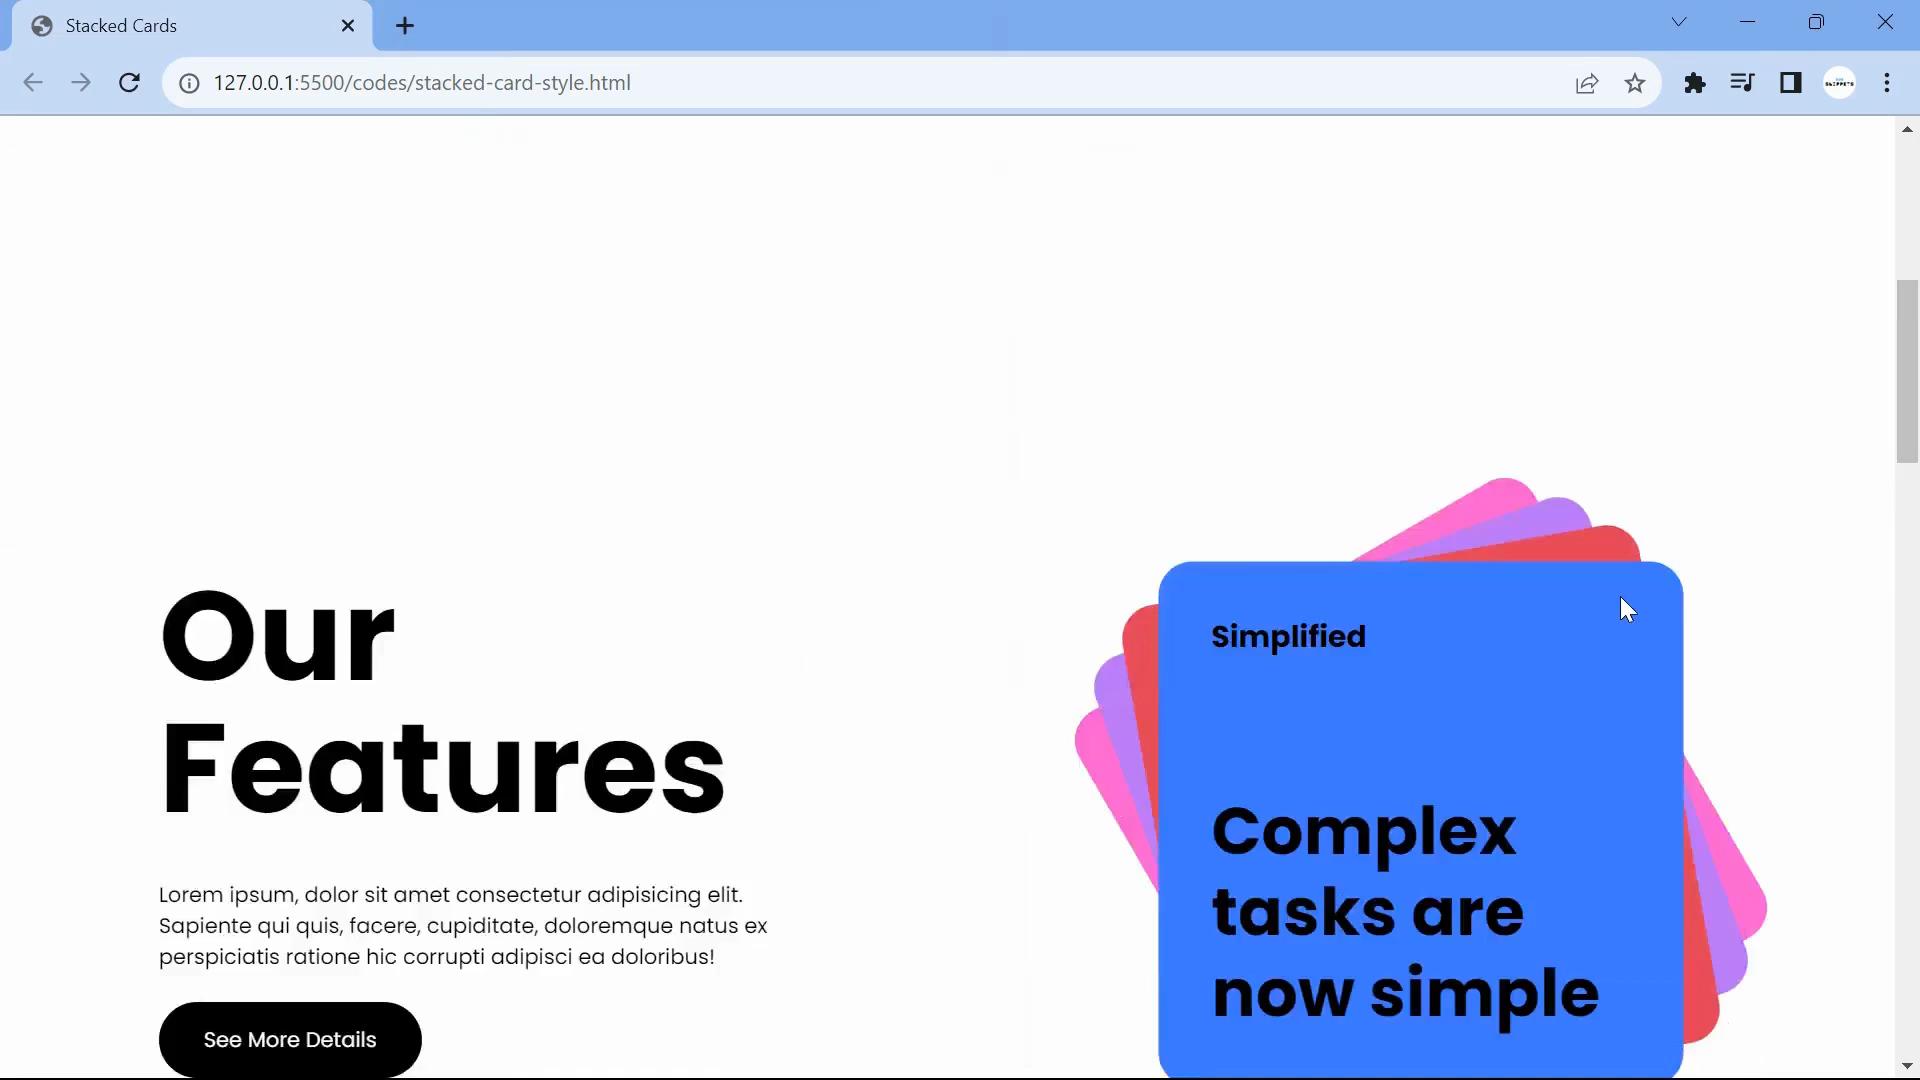 Stacked Cards
127.0.0.1:5500/codes/stacked-card-style.html
SNIPPETS
Our
Features
Lorem ipsum, dolor sit amet consectetur adipisicing elit.
Sapiente qui quis, facere, cupiditate, doloremque natus ex
perspiciatis ratione hic corrupti adipisci ea doloribus!
See More Details
Simplified
Complex
tasks are
now simple